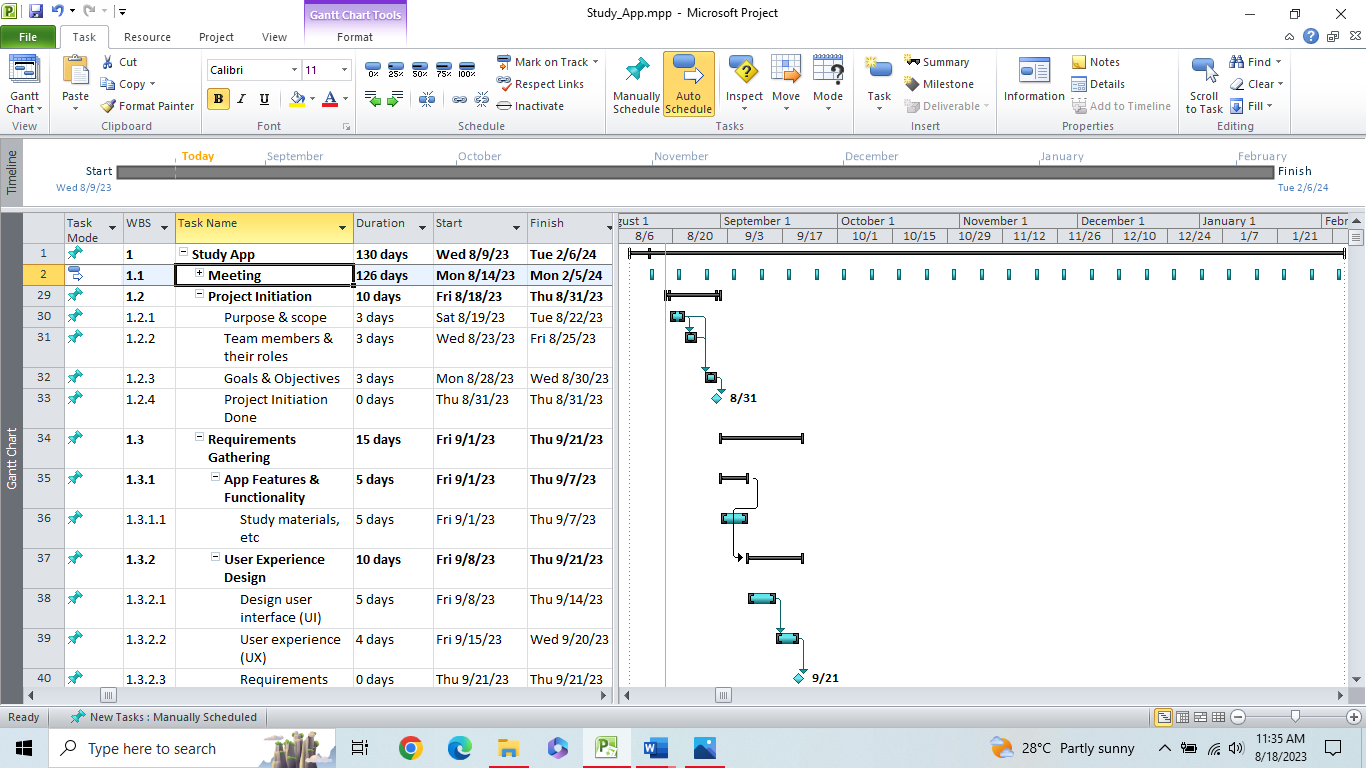 Study_App.mpp - Microsoft Project
Gantt Chart Tools
File Task Resource Project View Format
Gantt Chart
View
Paste
Cut
Copy
Format Painter
Clipboard
Calibri 11
B I U A
Font
0% 25% 50% 75% 100%
Mark on Track
Respect Links
Inactivate
Schedule
Manually Schedule
Auto Schedule
Inspect
Move
Mode
Tasks
Task
Summary
Milestone
Deliverable
Insert
Information
Notes
Details
Add to Timeline
Properties
Scroll to Task
Find
Clear
Fill
Editing
Timeline
Today September October November December January February
Start
Wed 8/9/23
Finish
Tue 2/6/24
Task Mode WBS Task Name Duration Start Finish
gust 1 September 1 October 1 November 1 December 1 January 1 Febr
8/6 8/20 9/3 9/17 10/1 10/15 10/29 11/12 11/26 12/10 12/24 1/7 1/21
1 1 Study App 130 days Wed 8/9/23 Tue 2/6/24
2 1.1 Meeting 126 days Mon 8/14/23 Mon 2/5/24
29 1.2 Project Initiation 10 days Fri 8/18/23 Thu 8/31/23
30 1.2.1 Purpose & scope 3 days Sat 8/19/23 Tue 8/22/23
31 1.2.2 Team members & 3 days Wed 8/23/23 Fri 8/25/23
their roles
32 1.2.3 Goals & Objectives 3 days Mon 8/28/23 Wed 8/30/23
33 1.2.4 Project Initiation 0 days Thu 8/31/23 Thu 8/31/23 8/31
Done
34 1.3 Requirements 15 days Fri 9/1/23 Thu 9/21/23
Gathering
35 1.3.1 App Features & 5 days Fri 9/1/23 Thu 9/7/23
Functionality
36 1.3.1.1 Study materials, 5 days Fri 9/1/23 Thu 9/7/23
etc
37 1.3.2 User Experience 10 days Fri 9/8/23 Thu 9/21/23
Design
38 1.3.2.1 Design user 5 days Fri 9/8/23 Thu 9/14/23
interface (UI)
39 1.3.2.2 User experience 4 days Fri 9/15/23 Wed 9/20/23
(UX)
40 1.3.2.3 Requirements 0 days Thu 9/21/23 Thu 9/21/23 9/21
Gantt Chart
Ready New Tasks : Manually Scheduled
Type here to search
28°C Partly sunny
11:35 AM
8/18/2023